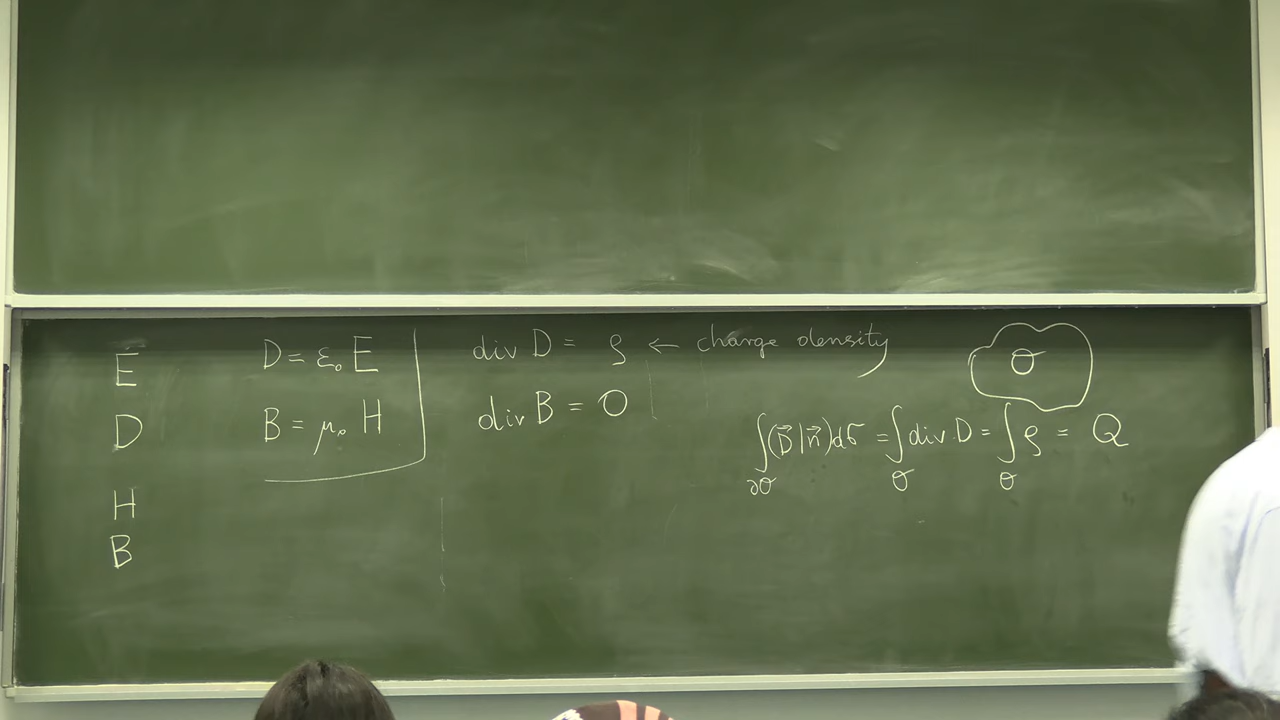 E
D
H
B
D = ε₀ E
B = μ₀ H
div D = ρ ← charge density
div B = 0
σ
∫_{∂σ} (D⃗|n⃗) dσ = ∫_σ div D = ∫_σ ρ = Q